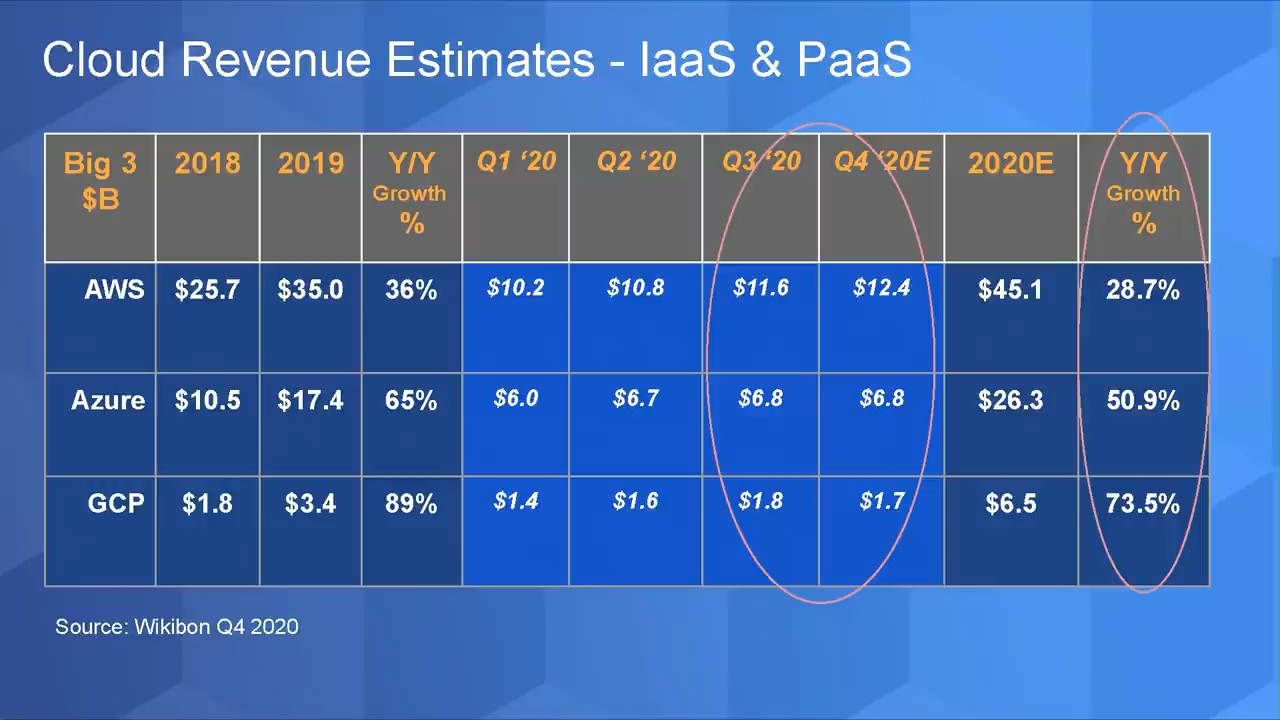 Cloud Revenue Estimates - IaaS & PaaS
Big 3 $B 2018 2019 Y/Y Growth % Q1 ‘20 Q2 ‘20 Q3 ‘20 Q4 ‘20E 2020E Y/Y Growth %
AWS $25.7 $35.0 36% $10.2 $10.8 $11.6 $12.4 $45.1 28.7%
Azure $10.5 $17.4 65% $6.0 $6.7 $6.8 $6.8 $26.3 50.9%
GCP $1.8 $3.4 89% $1.4 $1.6 $1.8 $1.7 $6.5 73.5%
Source: Wikibon Q4 2020